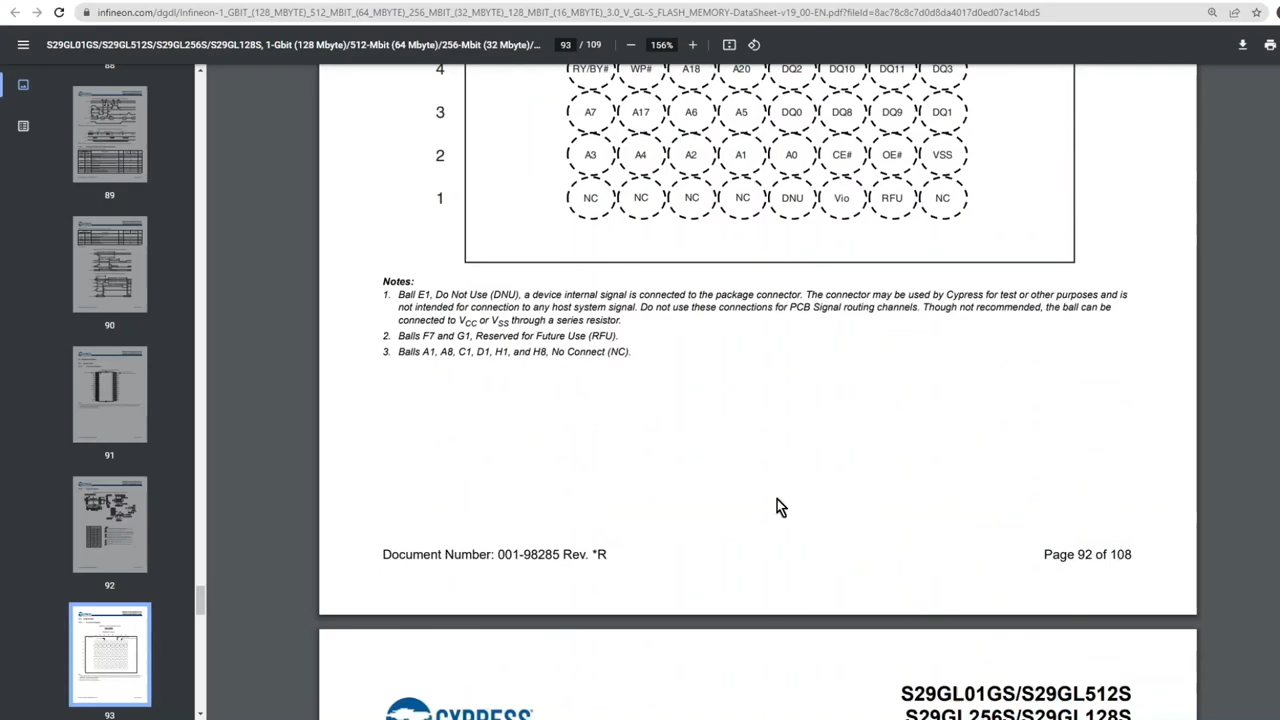 infineon.com/dgdl/Infineon-1_GBIT_(128_MBYTE)_512_MBIT_(64_MBYTE)_256_MBIT_(32_MBYTE)_128_MBIT_(16_MBYTE)_3.0_V_GL-S_FLASH_MEMORY-DataSheet-v19_00-EN.pdf?fileId=8ac78c8c7d0d8da4017d0ed07ac14bd5
S29GL01GS/S29GL512S/S29GL256S/S29GL128S, 1-Gbit (128 Mbyte)/512-Mbit (64 Mbyte)/256-Mbit (32 Mbyte)/...
93 / 109
156%
88
89
90
91
92
93
4 RY/BY# WP# A18 A20 DQ2 DQ10 DQ11 DQ3
3 A7 A17 A6 A5 DQ0 DQ8 DQ9 DQ1
2 A3 A4 A2 A1 A0 CE# OE# VSS
1 NC NC NC NC DNU Vio RFU NC
Notes:
1. Ball E1, Do Not Use (DNU), a device internal signal is connected to the package connector. The connector may be used by Cypress for test or other purposes and is
not intended for connection to any host system signal. Do not use these connections for PCB Signal routing channels. Though not recommended, the ball can be
connected to VCC or VSS through a series resistor.
2. Balls F7 and G1, Reserved for Future Use (RFU).
3. Balls A1, A8, C1, D1, H1, and H8, No Connect (NC).
Document Number: 001-98285 Rev. *R
Page 92 of 108
CYPRESS
S29GL01GS/S29GL512S
S29GL256S/S29GL128S